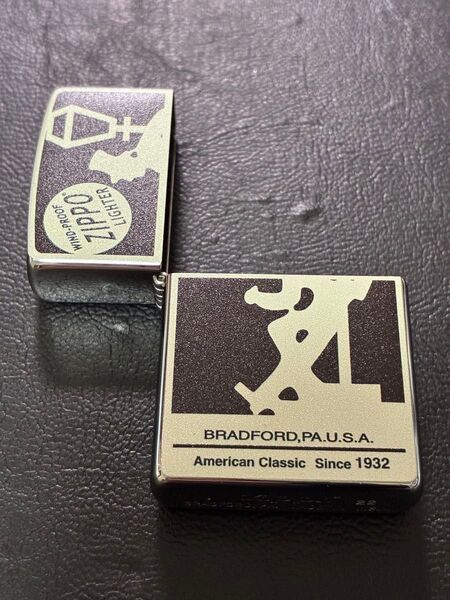 WIND-PROOF
ZIPPO
LIGHTER
BRADFORD,PA.U.S.A.
American Classic Since 1932